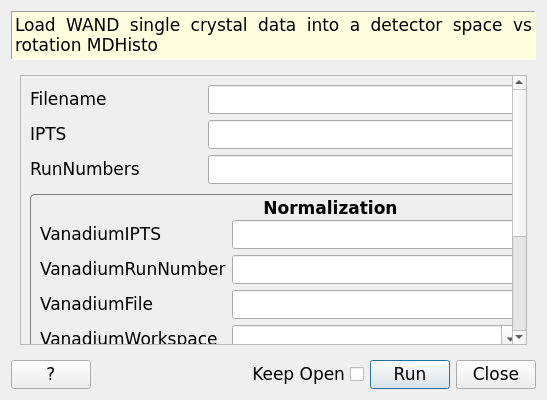 Load WAND single crystal data into a detector space vs
rotation MDHisto
Filename
IPTS
RunNumbers
Normalization
VanadiumIPTS
VanadiumRunNumber
VanadiumFile
VanadiumWorkspace
?
Keep Open
Run
Close